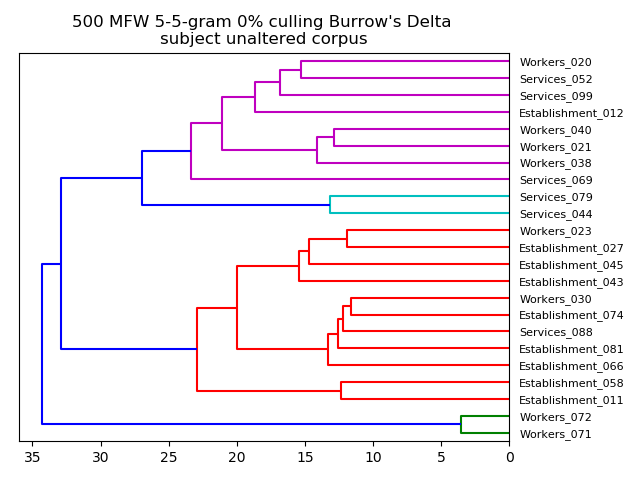 500 MFW 5-5-gram 0% culling Burrow's Delta
subject unaltered corpus
Workers_020
Services_052
Services_099
Establishment_012
Workers_040
Workers_021
Workers_038
Services_069
Services_079
Services_044
Workers_023
Establishment_027
Establishment_045
Establishment_043
Workers_030
Establishment_074
Services_088
Establishment_081
Establishment_066
Establishment_058
Establishment_011
Workers_072
Workers_071
35 30 25 20 15 10 5 0